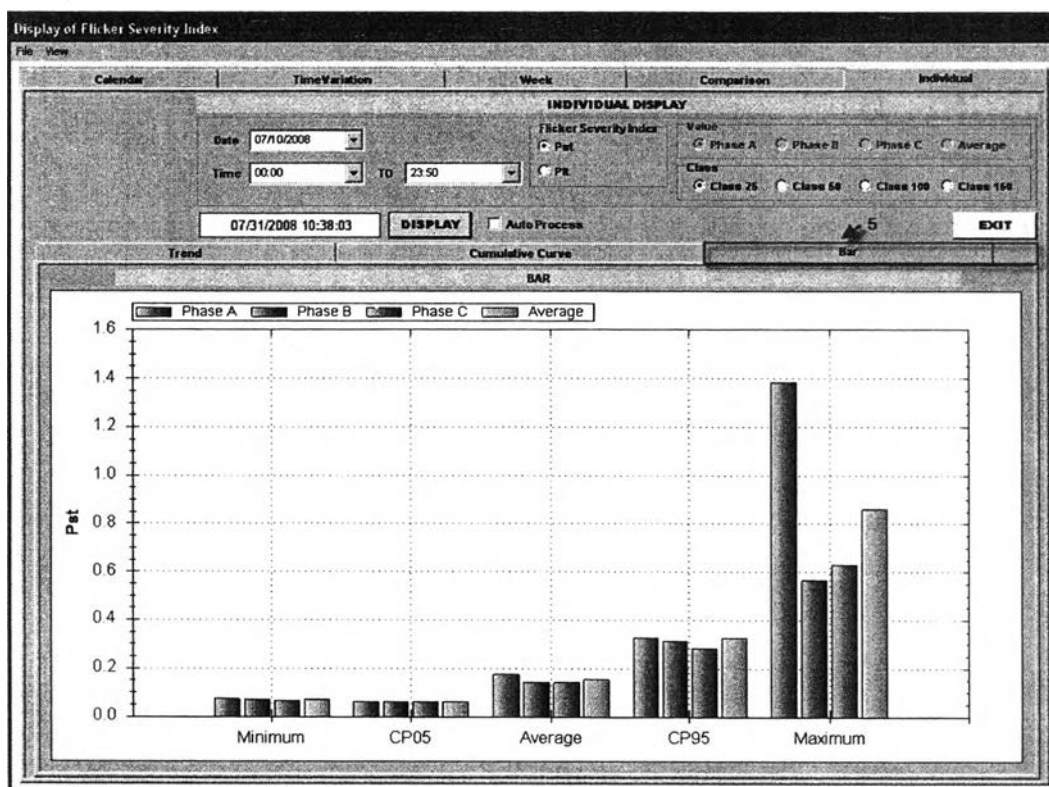 Display of Flicker Severity Index
File View
Calendar TimeVariation Week Comparison Individual
INDIVIDUAL DISPLAY
Date 07/10/2008
Time 00:00 TO 23:50
Flicker Severity Index
Pst
Plt
Value
Phase A Phase B Phase C Average
Class
Class 25 Class 50 Class 100 Class 150
07/31/2008 10:38:03 DISPLAY Auto Process 5 EXIT
Trend Cumulative Curve Bar
BAR
Phase A Phase B Phase C Average
1.6
1.4
1.2
1.0
0.8
0.6
0.4
0.2
0.0
Pst
Minimum CP05 Average CP95 Maximum